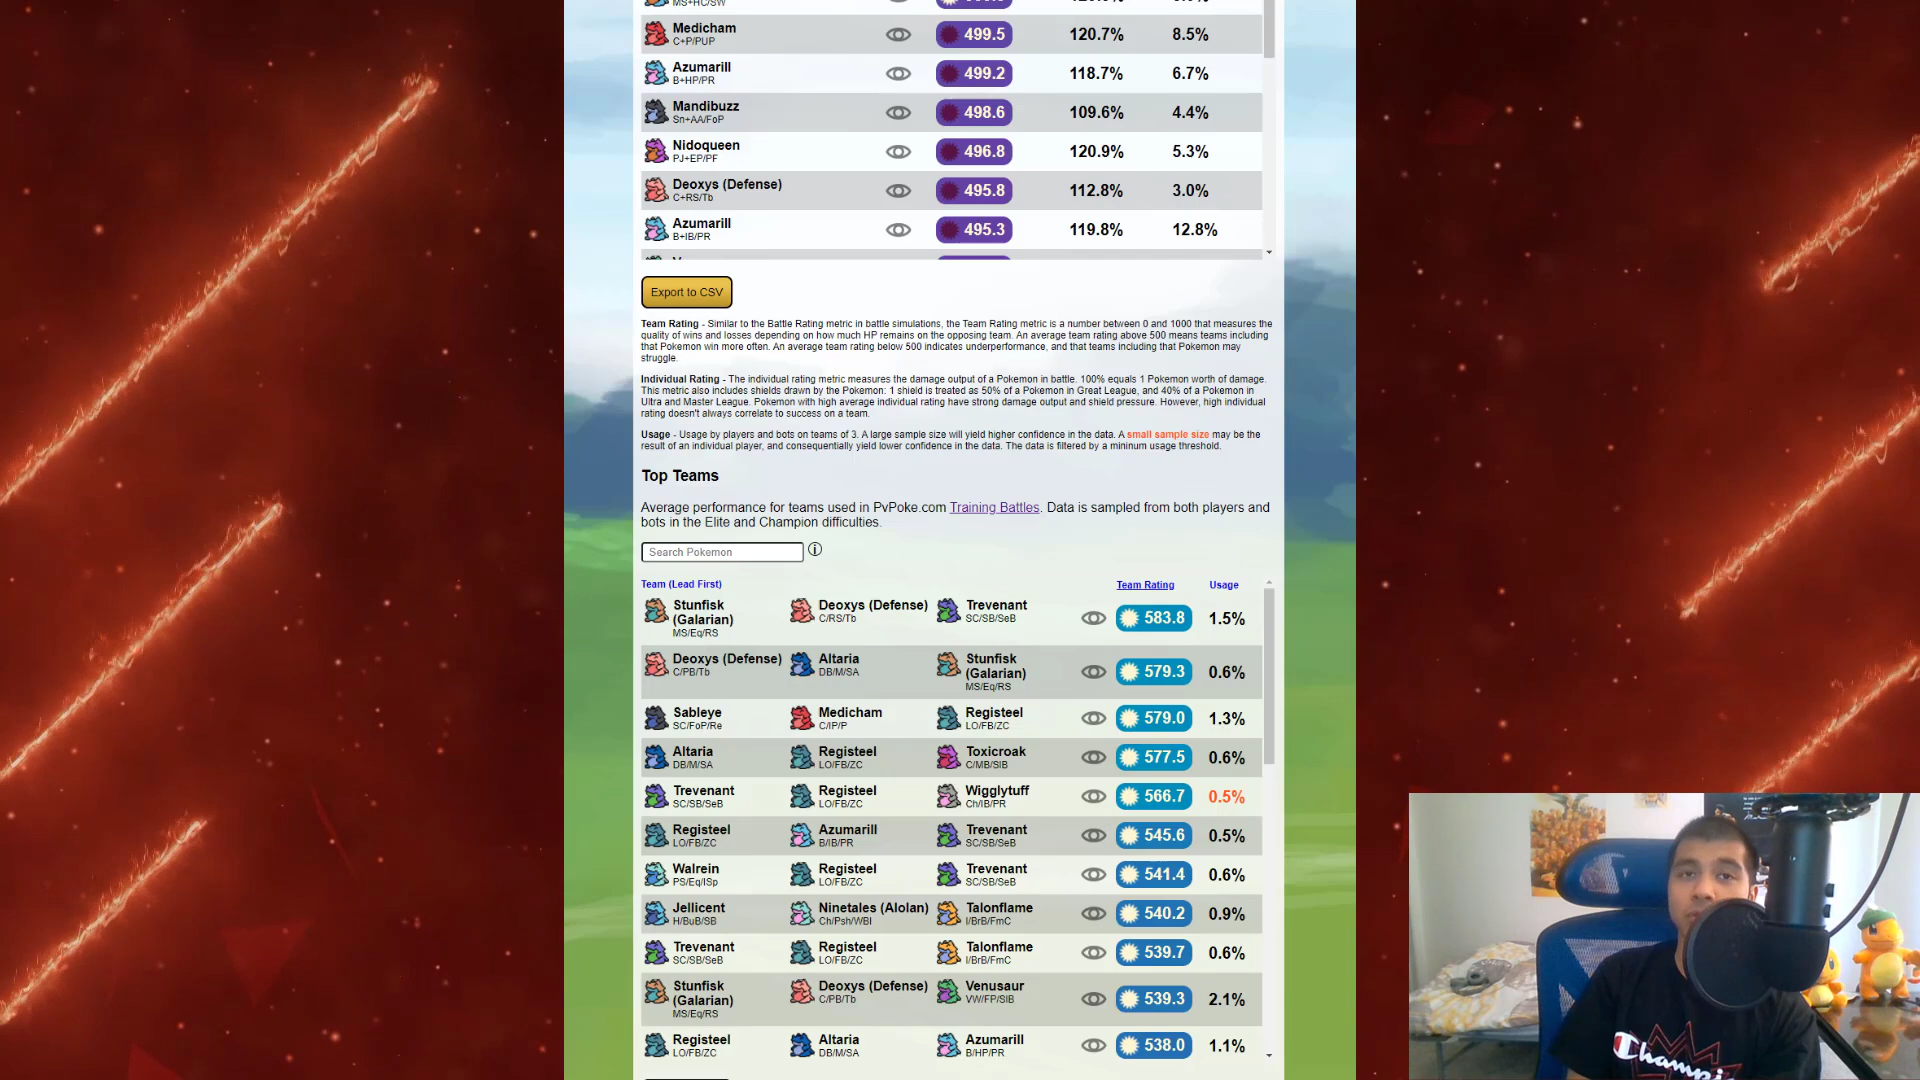 MS+HC/SW
Medicham 499.5 120.7% 8.5%
C+P/PUP
Azumarill 499.2 118.7% 6.7%
B+HP/PR
Mandibuzz 498.6 109.6% 4.4%
Sn+AA/FoP
Nidoqueen 496.8 120.9% 5.3%
PJ+EP/PF
Deoxys (Defense) 495.8 112.8% 3.0%
C+RS/Tb
Azumarill 495.3 119.8% 12.8%
B+IB/PR
Export to CSV
Team Rating - Similar to the Battle Rating metric in battle simulations, the Team Rating metric is a number between 0 and 1000 that measures the
quality of wins and losses depending on how much HP remains on the opposing team. An average team rating above 500 means teams including
that Pokemon win more often. An average team rating below 500 indicates underperformance, and that teams including that Pokemon may
struggle.
Individual Rating - The individual rating metric measures the damage output of a Pokemon in battle. 100% equals 1 Pokemon worth of damage.
This metric also includes shields drawn by the Pokemon: 1 shield is treated as 50% of a Pokemon in Great League, and 40% of a Pokemon in
Ultra and Master League. Pokemon with high average individual rating have strong damage output and shield pressure. However, high individual
rating doesn't always correlate to success on a team.
Usage - Usage by players and bots on teams of 3. A large sample size will yield higher confidence in the data. A small sample size may be the
result of an individual player, and consequentially yield lower confidence in the data. The data is filtered by a mininum usage threshold.
Top Teams
Average performance for teams used in PvPoke.com Training Battles. Data is sampled from both players and
bots in the Elite and Champion difficulties.
Search Pokemon
Team (Lead First) Team Rating Usage
Stunfisk (Galarian) Deoxys (Defense) Trevenant 583.8 1.5%
MS/Eq/RS C/RS/Tb SC/SB/SeB
Deoxys (Defense) Altaria Stunfisk (Galarian) 579.3 0.6%
C/PB/Tb DB/M/SA MS/Eq/RS
Sableye Medicham Registeel 579.0 1.3%
SC/FoP/Re C/IP/P LO/FB/ZC
Altaria Registeel Toxicroak 577.5 0.6%
DB/M/SA LO/FB/ZC C/MB/SlB
Trevenant Registeel Wigglytuff 566.7 0.5%
SC/SB/SeB LO/FB/ZC Ch/IB/PR
Registeel Azumarill Trevenant 545.6 0.5%
LO/FB/ZC B/IB/PR SC/SB/SeB
Walrein Registeel Trevenant 541.4 0.6%
PS/Eq/ISp LO/FB/ZC SC/SB/SeB
Jellicent Ninetales (Alolan) Talonflame 540.2 0.9%
H/BuB/SB Ch/Psh/WBl I/BrB/FmC
Trevenant Registeel Talonflame 539.7 0.6%
SC/SB/SeB LO/FB/ZC I/BrB/FmC
Stunfisk (Galarian) Deoxys (Defense) Venusaur 539.3 2.1%
MS/Eq/RS C/PB/Tb VW/FP/SlB
Registeel Altaria Azumarill 538.0 1.1%
LO/FB/ZC DB/M/SA B/HP/PR